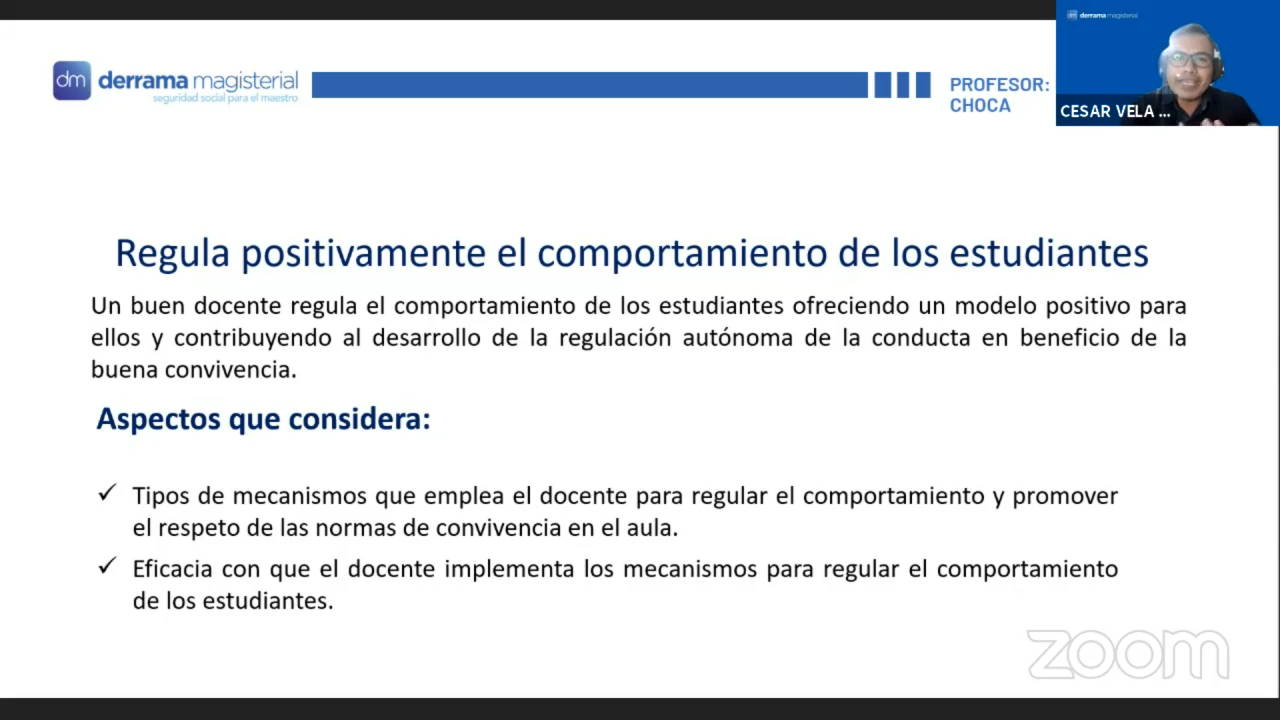 dm derrama magisterial
seguridad social para el maestro
PROFESOR:
CHOCA
dm derrama magisterial
CESAR VELA ...
Regula positivamente el comportamiento de los estudiantes
Un buen docente regula el comportamiento de los estudiantes ofreciendo un modelo positivo para
ellos y contribuyendo al desarrollo de la regulación autónoma de la conducta en beneficio de la
buena convivencia.
Aspectos que considera:
✓ Tipos de mecanismos que emplea el docente para regular el comportamiento y promover
el respeto de las normas de convivencia en el aula.
✓ Eficacia con que el docente implementa los mecanismos para regular el comportamiento
de los estudiantes.
zoom